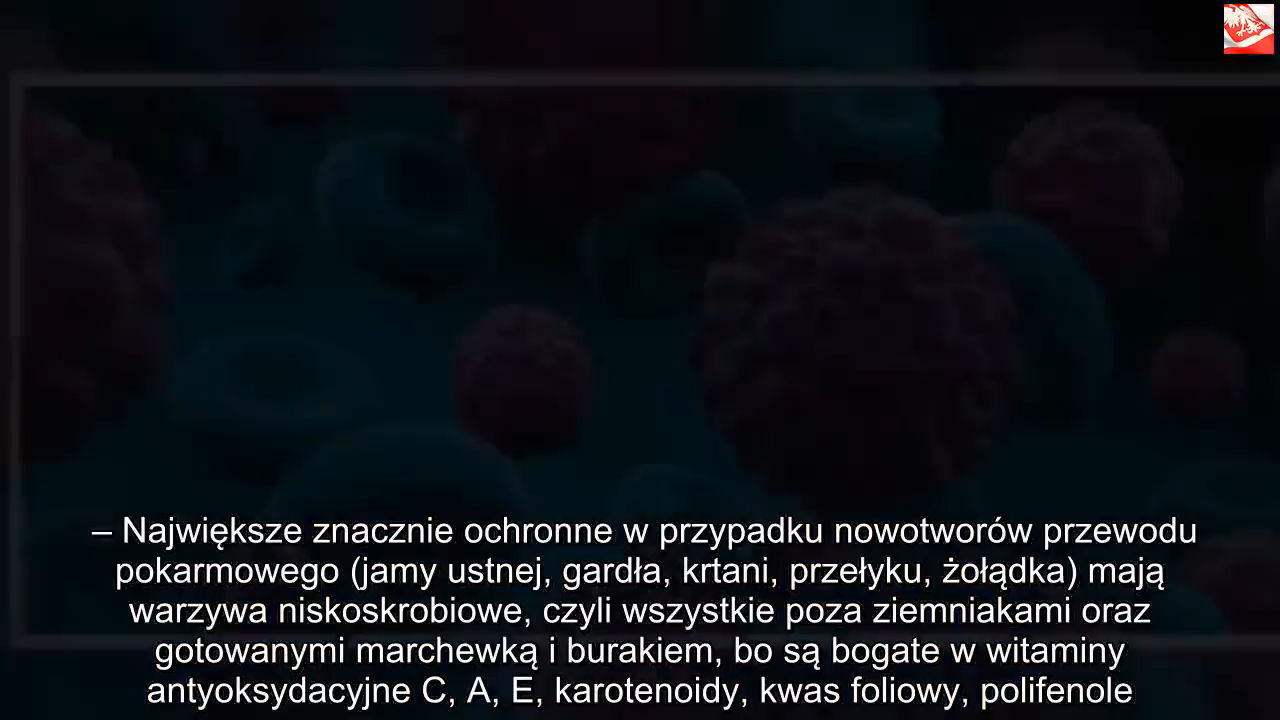 – Największe znacznie ochronne w przypadku nowotworów przewodu
pokarmowego (jamy ustnej, gardła, krtani, przełyku, żołądka) mają
warzywa niskoskrobiowe, czyli wszystkie poza ziemniakami oraz
gotowanymi marchewką i burakiem, bo są bogate w witaminy
antyoksydacyjne C, A, E, karotenoidy, kwas foliowy, polifenole